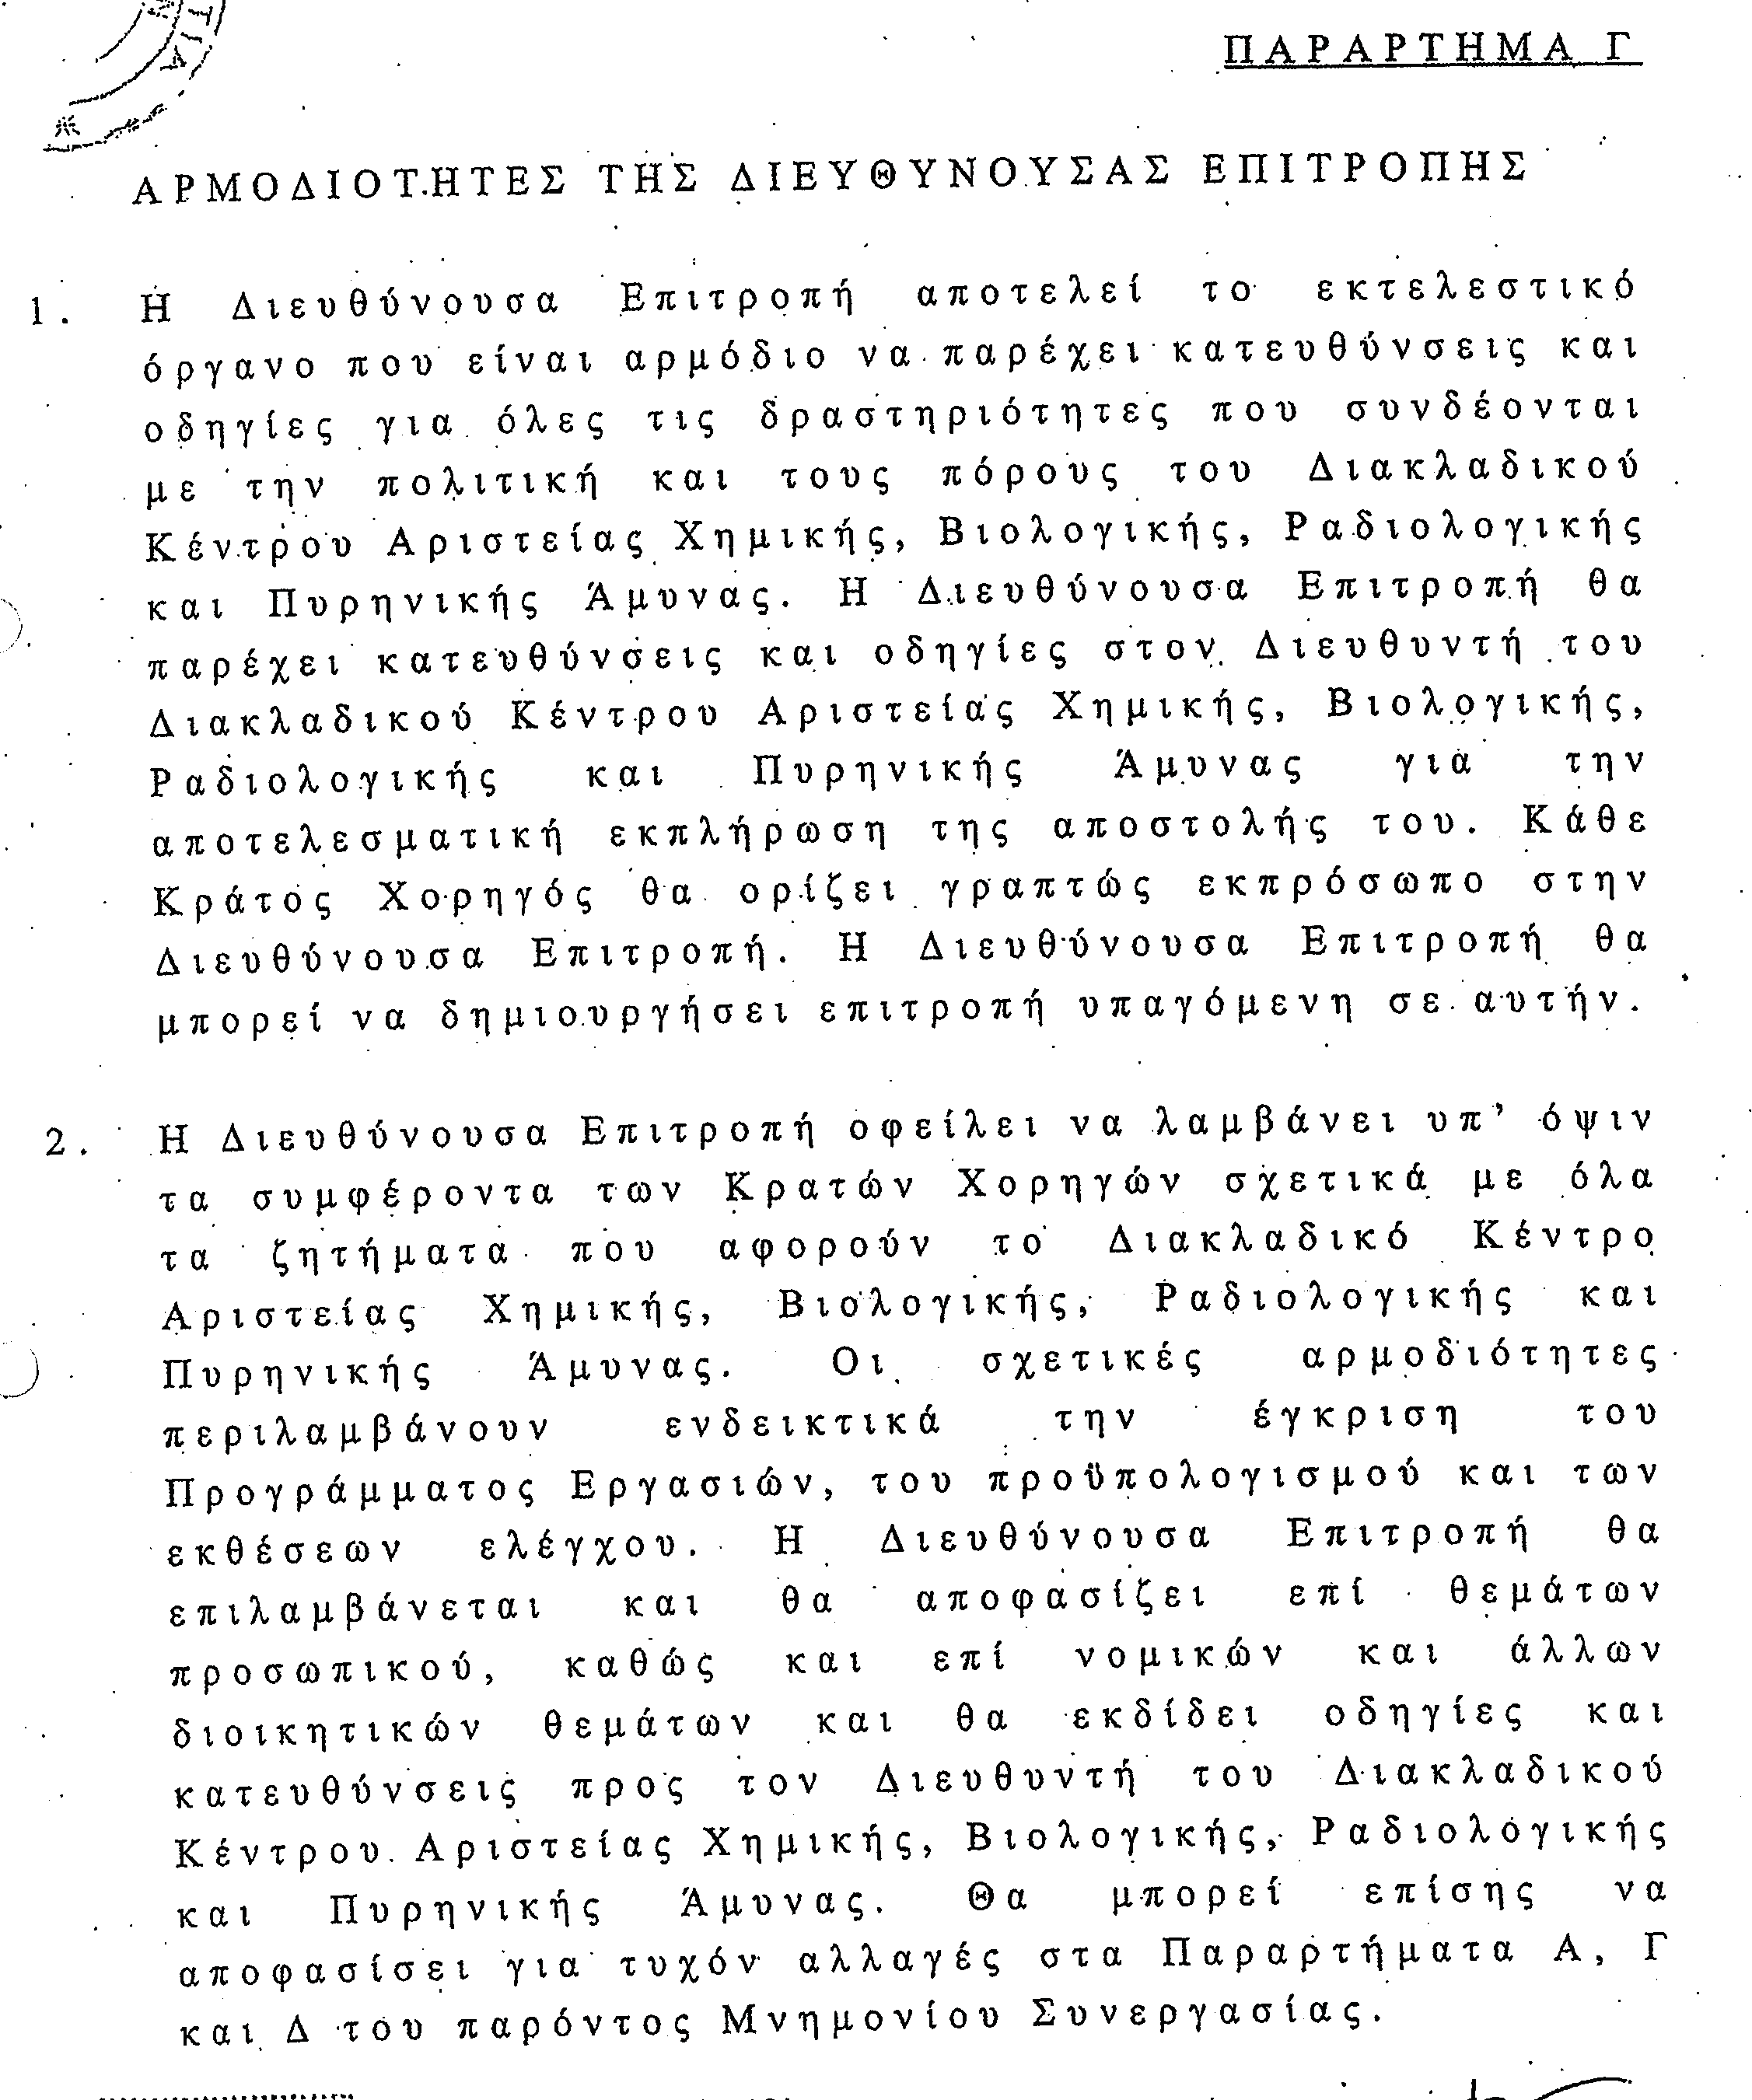 ΠΑΡΑΡΤΗΜΑ Γ
ΑΡΜΟΔΙΟΤΗΤΕΣ ΤΗΣ ΔΙΕΥΘΥΝΟΥΣΑΣ ΕΠΙΤΡΟΠΗΣ
1. Η Διευθύνουσα Επιτροπή αποτελεί το εκτελεστικό
όργανο που είναι αρμόδιο να παρέχει κατευθύνσεις και
οδηγίες για όλες τις δραστηριότητες που συνδέονται
με την πολιτική και τους πόρους του Διακλαδικού
Κέντρου Αριστείας Χημικής, Βιολογικής, Ραδιολογικής
και Πυρηνικής Άμυνας. Η Διευθύνουσα Επιτροπή θα
παρέχει κατευθύνσεις και οδηγίες στον Διευθυντή του
Διακλαδικού Κέντρου Αριστείας Χημικής, Βιολογικής,
Ραδιολογικής και Πυρηνικής Άμυνας για την
αποτελεσματική εκπλήρωση της αποστολής του. Κάθε
Κράτος Χορηγός θα ορίζει γραπτώς εκπρόσωπο στην
Διευθύνουσα Επιτροπή. Η Διευθύνουσα Επιτροπή θα
μπορεί να δημιουργήσει επιτροπή υπαγόμενη σε αυτήν.
2. Η Διευθύνουσα Επιτροπή οφείλει να λαμβάνει υπ’ όψιν
τα συμφέροντα των Κρατών Χορηγών σχετικά με όλα
τα ζητήματα που αφορούν το Διακλαδικό Κέντρο
Αριστείας Χημικής, Βιολογικής, Ραδιολογικής και
Πυρηνικής Άμυνας. Οι σχετικές αρμοδιότητες
περιλαμβάνουν ενδεικτικά την έγκριση του
Προγράμματος Εργασιών, του προϋπολογισμού και των
εκθέσεων ελέγχου. Η Διευθύνουσα Επιτροπή θα
επιλαμβάνεται και θα αποφασίζει επί θεμάτων
προσωπικού, καθώς και επί νομικών και άλλων
διοικητικών θεμάτων και θα εκδίδει οδηγίες και
κατευθύνσεις προς τον Διευθυντή του Διακλαδικού
Κέντρου Αριστείας Χημικής, Βιολογικής, Ραδιολογικής
και Πυρηνικής Άμυνας. Θα μπορεί επίσης να
αποφασίσει για τυχόν αλλαγές στα Παραρτήματα Α, Γ
και Δ του παρόντος Μνημονίου Συνεργασίας.